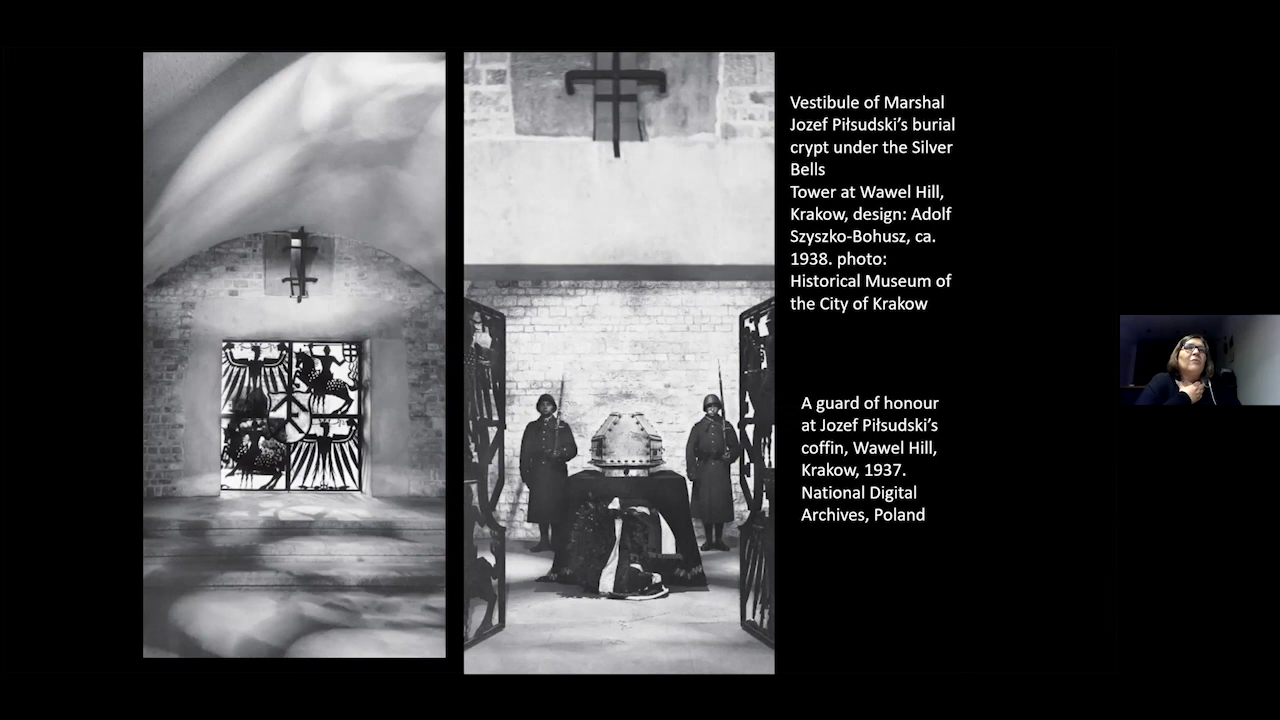 Vestibule of Marshal
Jozef Piłsudski’s burial
crypt under the Silver
Bells
Tower at Wawel Hill,
Krakow, design: Adolf
Szyszko-Bohusz, ca.
1938. photo:
Historical Museum of
the City of Krakow
A guard of honour
at Jozef Piłsudski’s
coffin, Wawel Hill,
Krakow, 1937.
National Digital
Archives, Poland